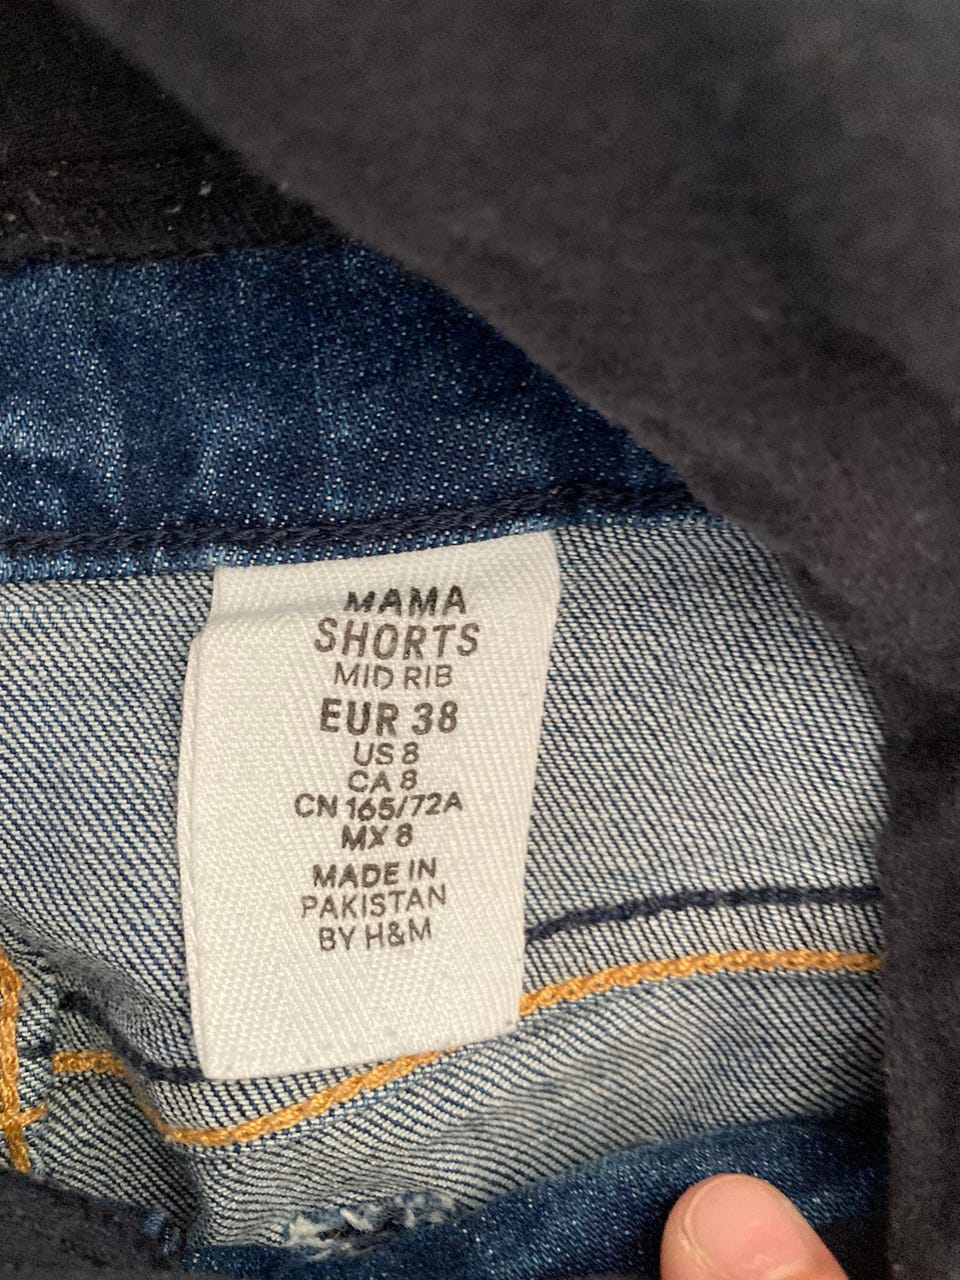 MAMA
SHORTS
MID RIB
EUR 38
US 8
CA 8
CN 165/72A
MX 8
MADE IN
PAKISTAN
BY H&M